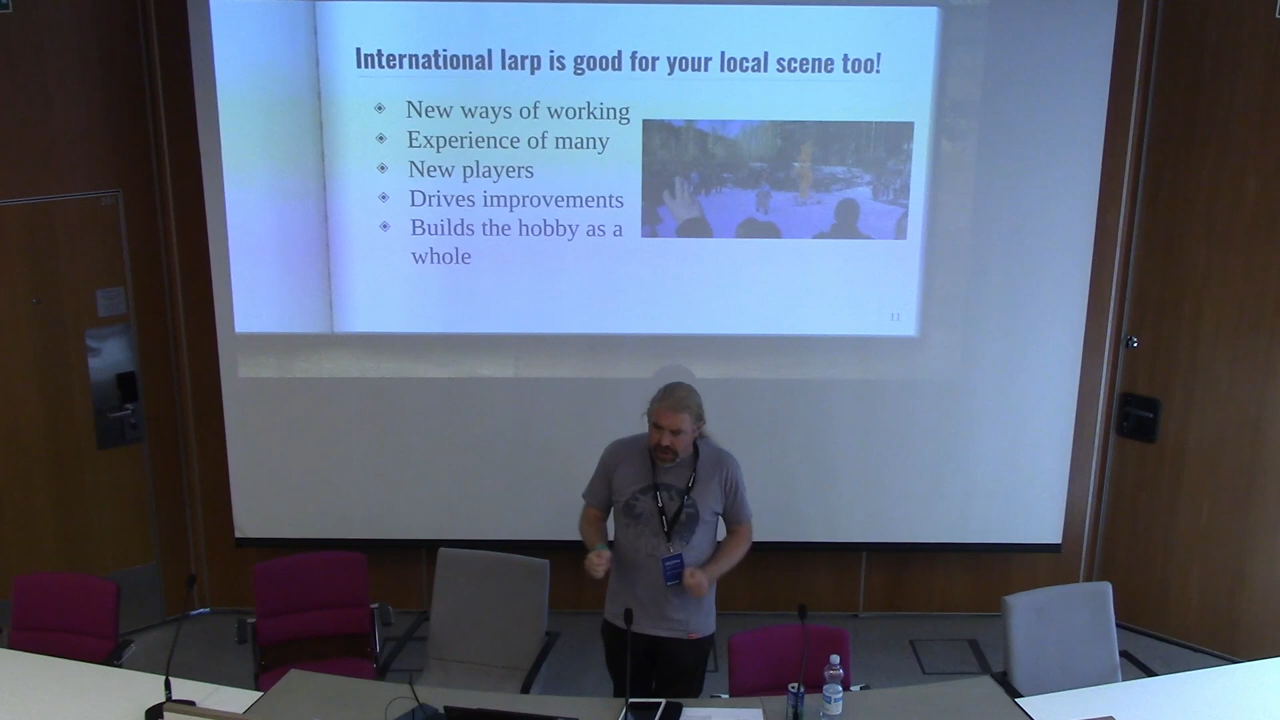 International larp is good for your local scene too!
New ways of working
Experience of many
New players
Drives improvements
Builds the hobby as a
whole
11